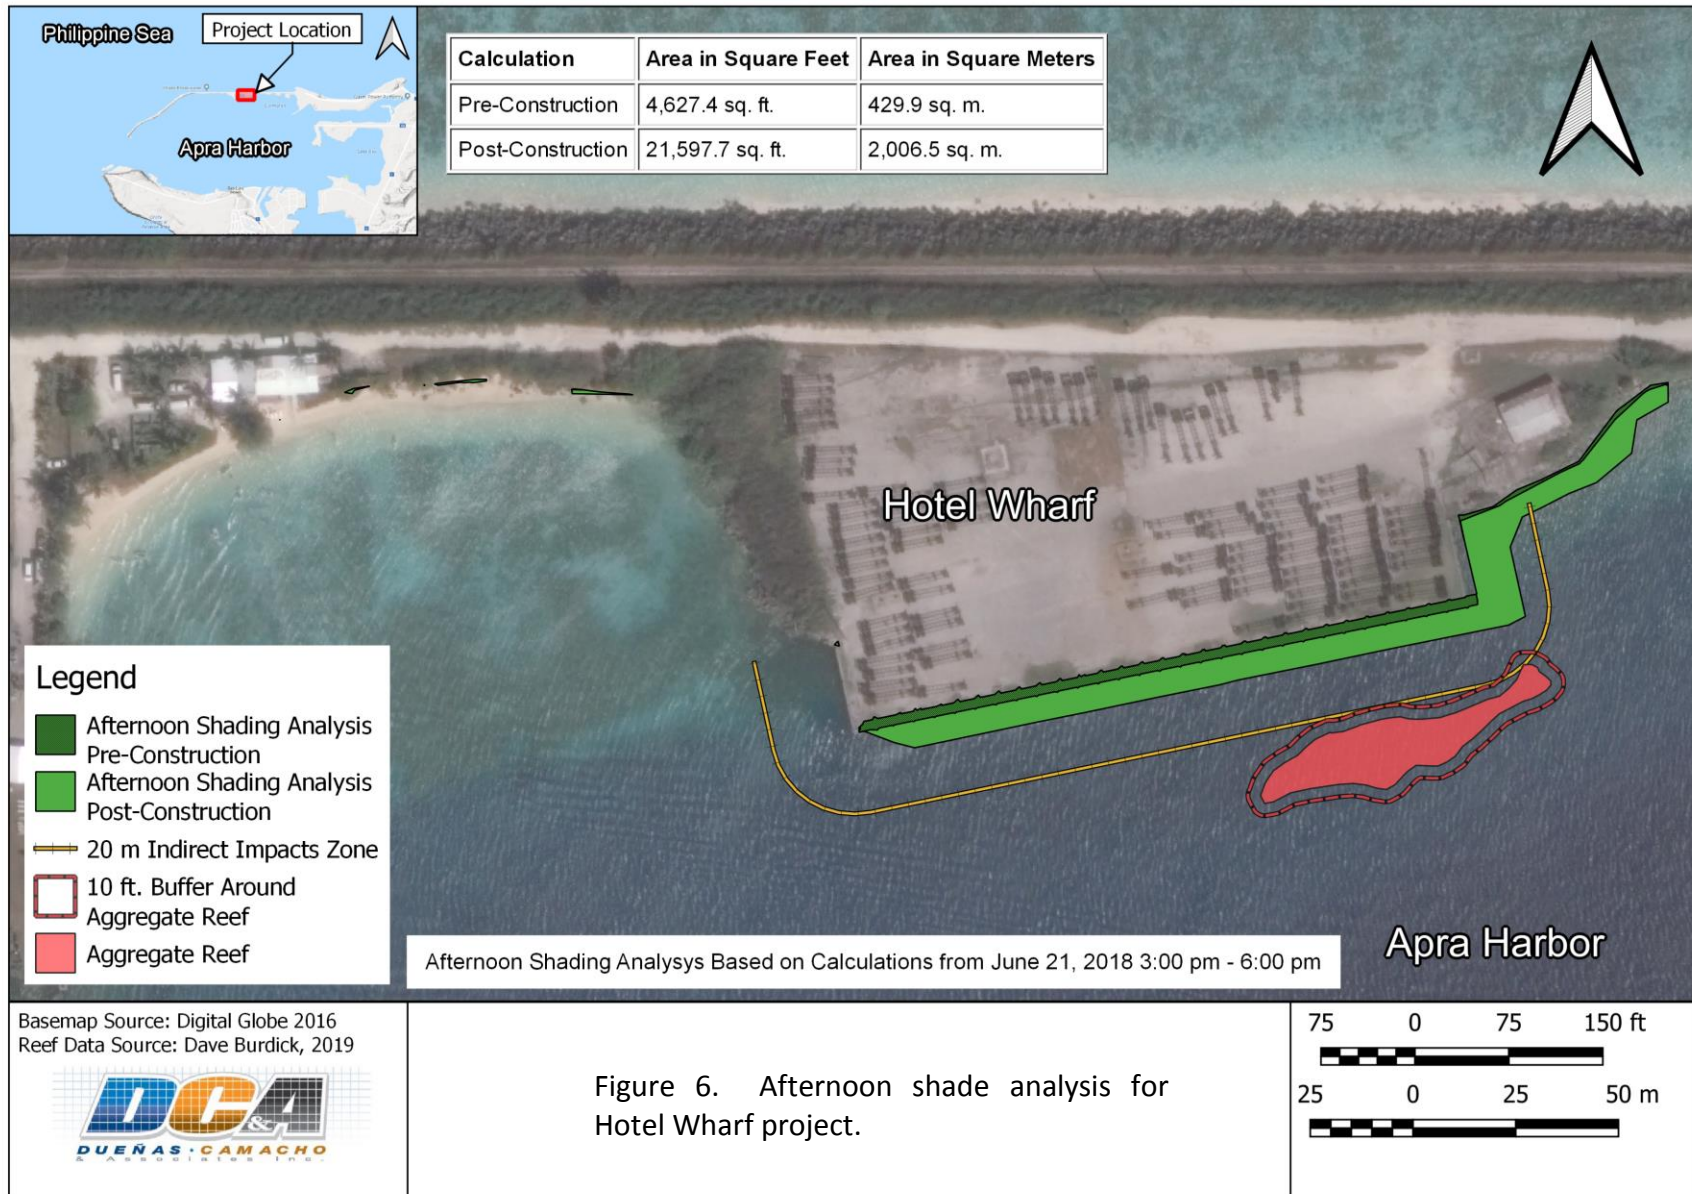 Philippine Sea
Project Location
Apra Harbor
Calculation Area in Square Feet Area in Square Meters
Pre-Construction 4,627.4 sq. ft. 429.9 sq. m.
Post-Construction 21,597.7 sq. ft. 2,006.5 sq. m.
Hotel Wharf
Apra Harbor
Legend
Afternoon Shading Analysis
Pre-Construction
Afternoon Shading Analysis
Post-Construction
20 m Indirect Impacts Zone
10 ft. Buffer Around
Aggregate Reef
Aggregate Reef
Afternoon Shading Analysys Based on Calculations from June 21, 2018 3:00 pm - 6:00 pm
Basemap Source: Digital Globe 2016
Reef Data Source: Dave Burdick, 2019
DC&A
DUEÑAS · CAMACHO
& Associates Inc.
Figure 6. Afternoon shade analysis for
Hotel Wharf project.
75 0 75 150 ft
25 0 25 50 m